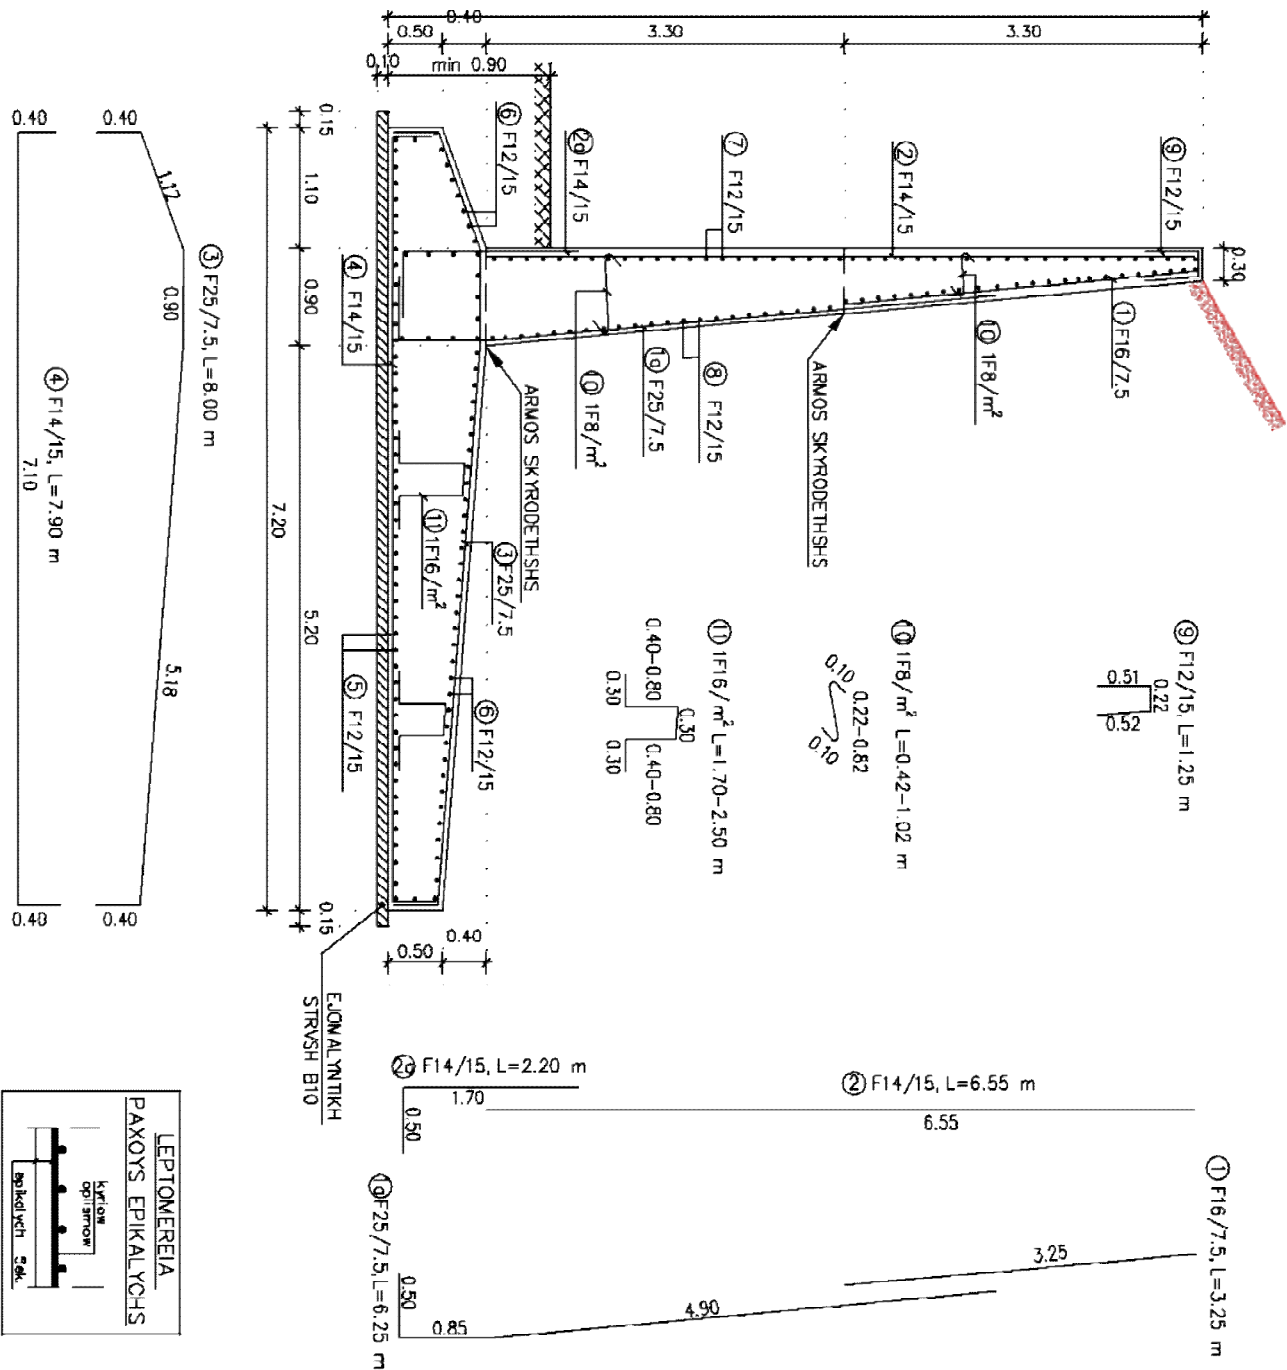 8.40
0.50
3.30
3.30
0.10
min 0.90
0.15
1.10
0.90
7.20
5.20
0.15
0.50
0.40
0.30
⑥ F12/15
2a F14/15
⑦ F12/15
② F14/15
⑨ F12/15
④ F14/15
⑩ 1F8/m²
1a F25/7.5
⑧ F12/15
ARMOS SKYRODETHSHS
⑩ 1F8/m²
① F16/7.5
ARMOS SKYRODETHSHS
⑪ 1F16/m²
③ F25/7.5
⑤ F12/15
⑥ F12/15
EJOMALYNTIKH
STRVSH B10
0.40
0.40
1.17
0.90
5.18
0.40
0.40
③ F25/7.5, L=8.00 m
④ F14/15, L=7.90 m
7.10
⑪ 1F16/m² L=1.70-2.50 m
0.40-0.80
0.30
0.30
0.30
0.40-0.80
⑩ 1F8/m² L=0.42-1.02 m
0.10
0.22-0.82
0.10
⑨ F12/15, L=1.25 m
0.51
0.22
0.52
2a F14/15, L=2.20 m
1.70
0.50
② F14/15, L=6.55 m
6.55
1a F25/7.5, L=6.25 m
0.50
0.85
4.90
① F16/7.5, L=3.25 m
3.25
LEPTOMEREIA
PAXOYS EPIKALYCHS
kyriow
oplismow
epikalych 5ek.